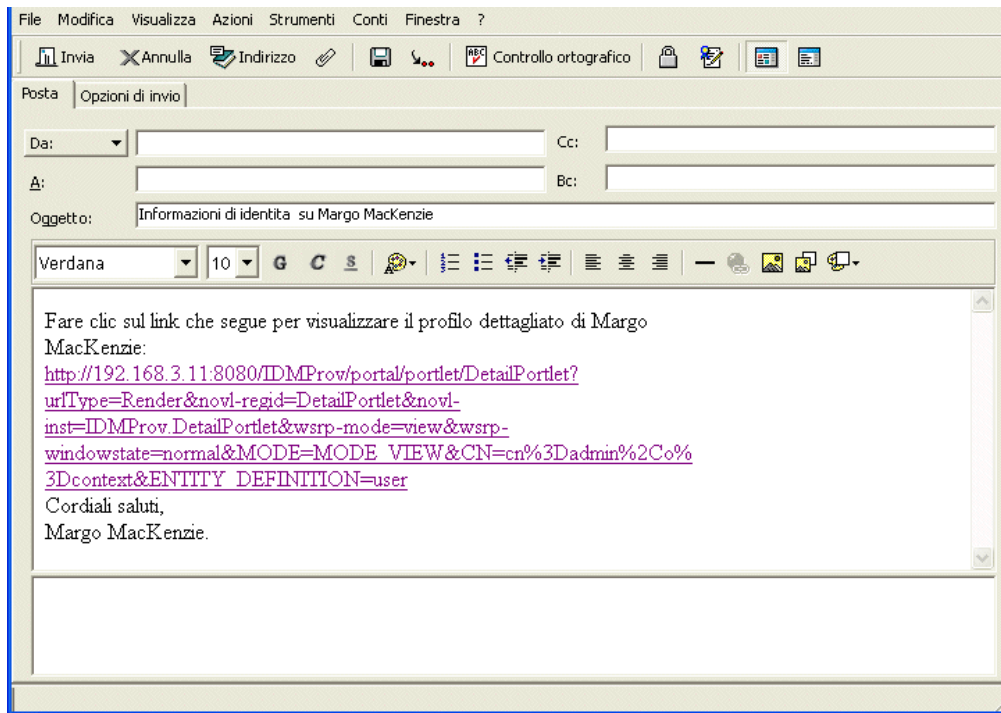 File Modifica Visualizza Azioni Strumenti Conti Finestra ?
Invia Annulla Indirizzo ABC Controllo ortografico
Posta Opzioni di invio
Da: Cc:
A: Bc:
Oggetto: Informazioni di identita  su Margo MacKenzie
Verdana 10 G C S
Fare clic sul link che segue per visualizzare il profilo dettagliato di Margo
MacKenzie:
http://192.168.3.11:8080/IDMProv/portal/portlet/DetailPortlet?
urlType=Render&novl-regid=DetailPortlet&novl-
inst=IDMProv.DetailPortlet&wsrp-mode=view&wsrp-
windowstate=normal&MODE=MODE_VIEW&CN=cn%3Dadmin%2Co%
3Dcontext&ENTITY_DEFINITION=user
Cordiali saluti,
Margo MacKenzie.